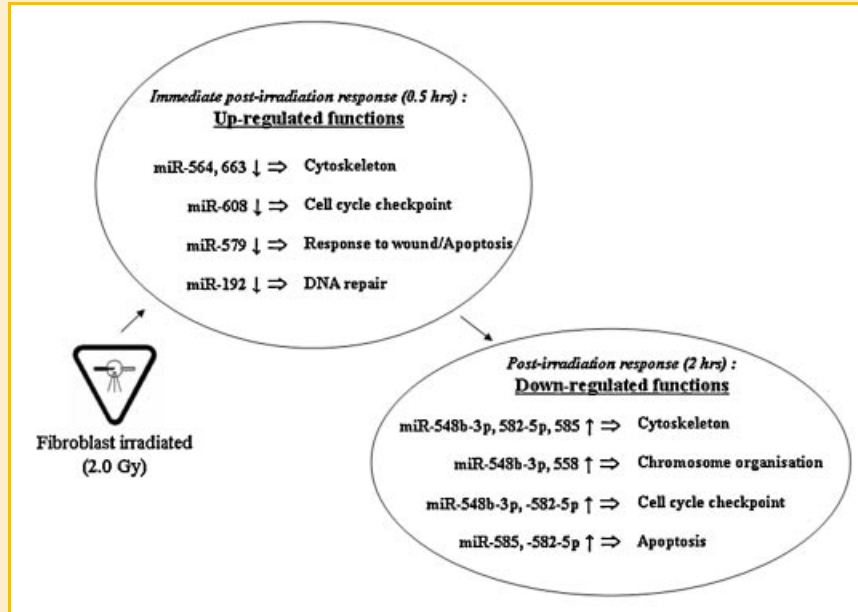 Immediate post-irradiation response (0.5 hrs) :
Up-regulated functions
miR-564, 663 ↓ ⇒ Cytoskeleton
miR-608 ↓ ⇒ Cell cycle checkpoint
miR-579 ↓ ⇒ Response to wound/Apoptosis
miR-192 ↓ ⇒ DNA repair
Fibroblast irradiated
(2.0 Gy)
Post-irradiation response (2 hrs) :
Down-regulated functions
miR-548b-3p, 582-5p, 585 ↑ ⇒ Cytoskeleton
miR-548b-3p, 558 ↑ ⇒ Chromosome organisation
miR-548b-3p, -582-5p ↑ ⇒ Cell cycle checkpoint
miR-585, -582-5p ↑ ⇒ Apoptosis